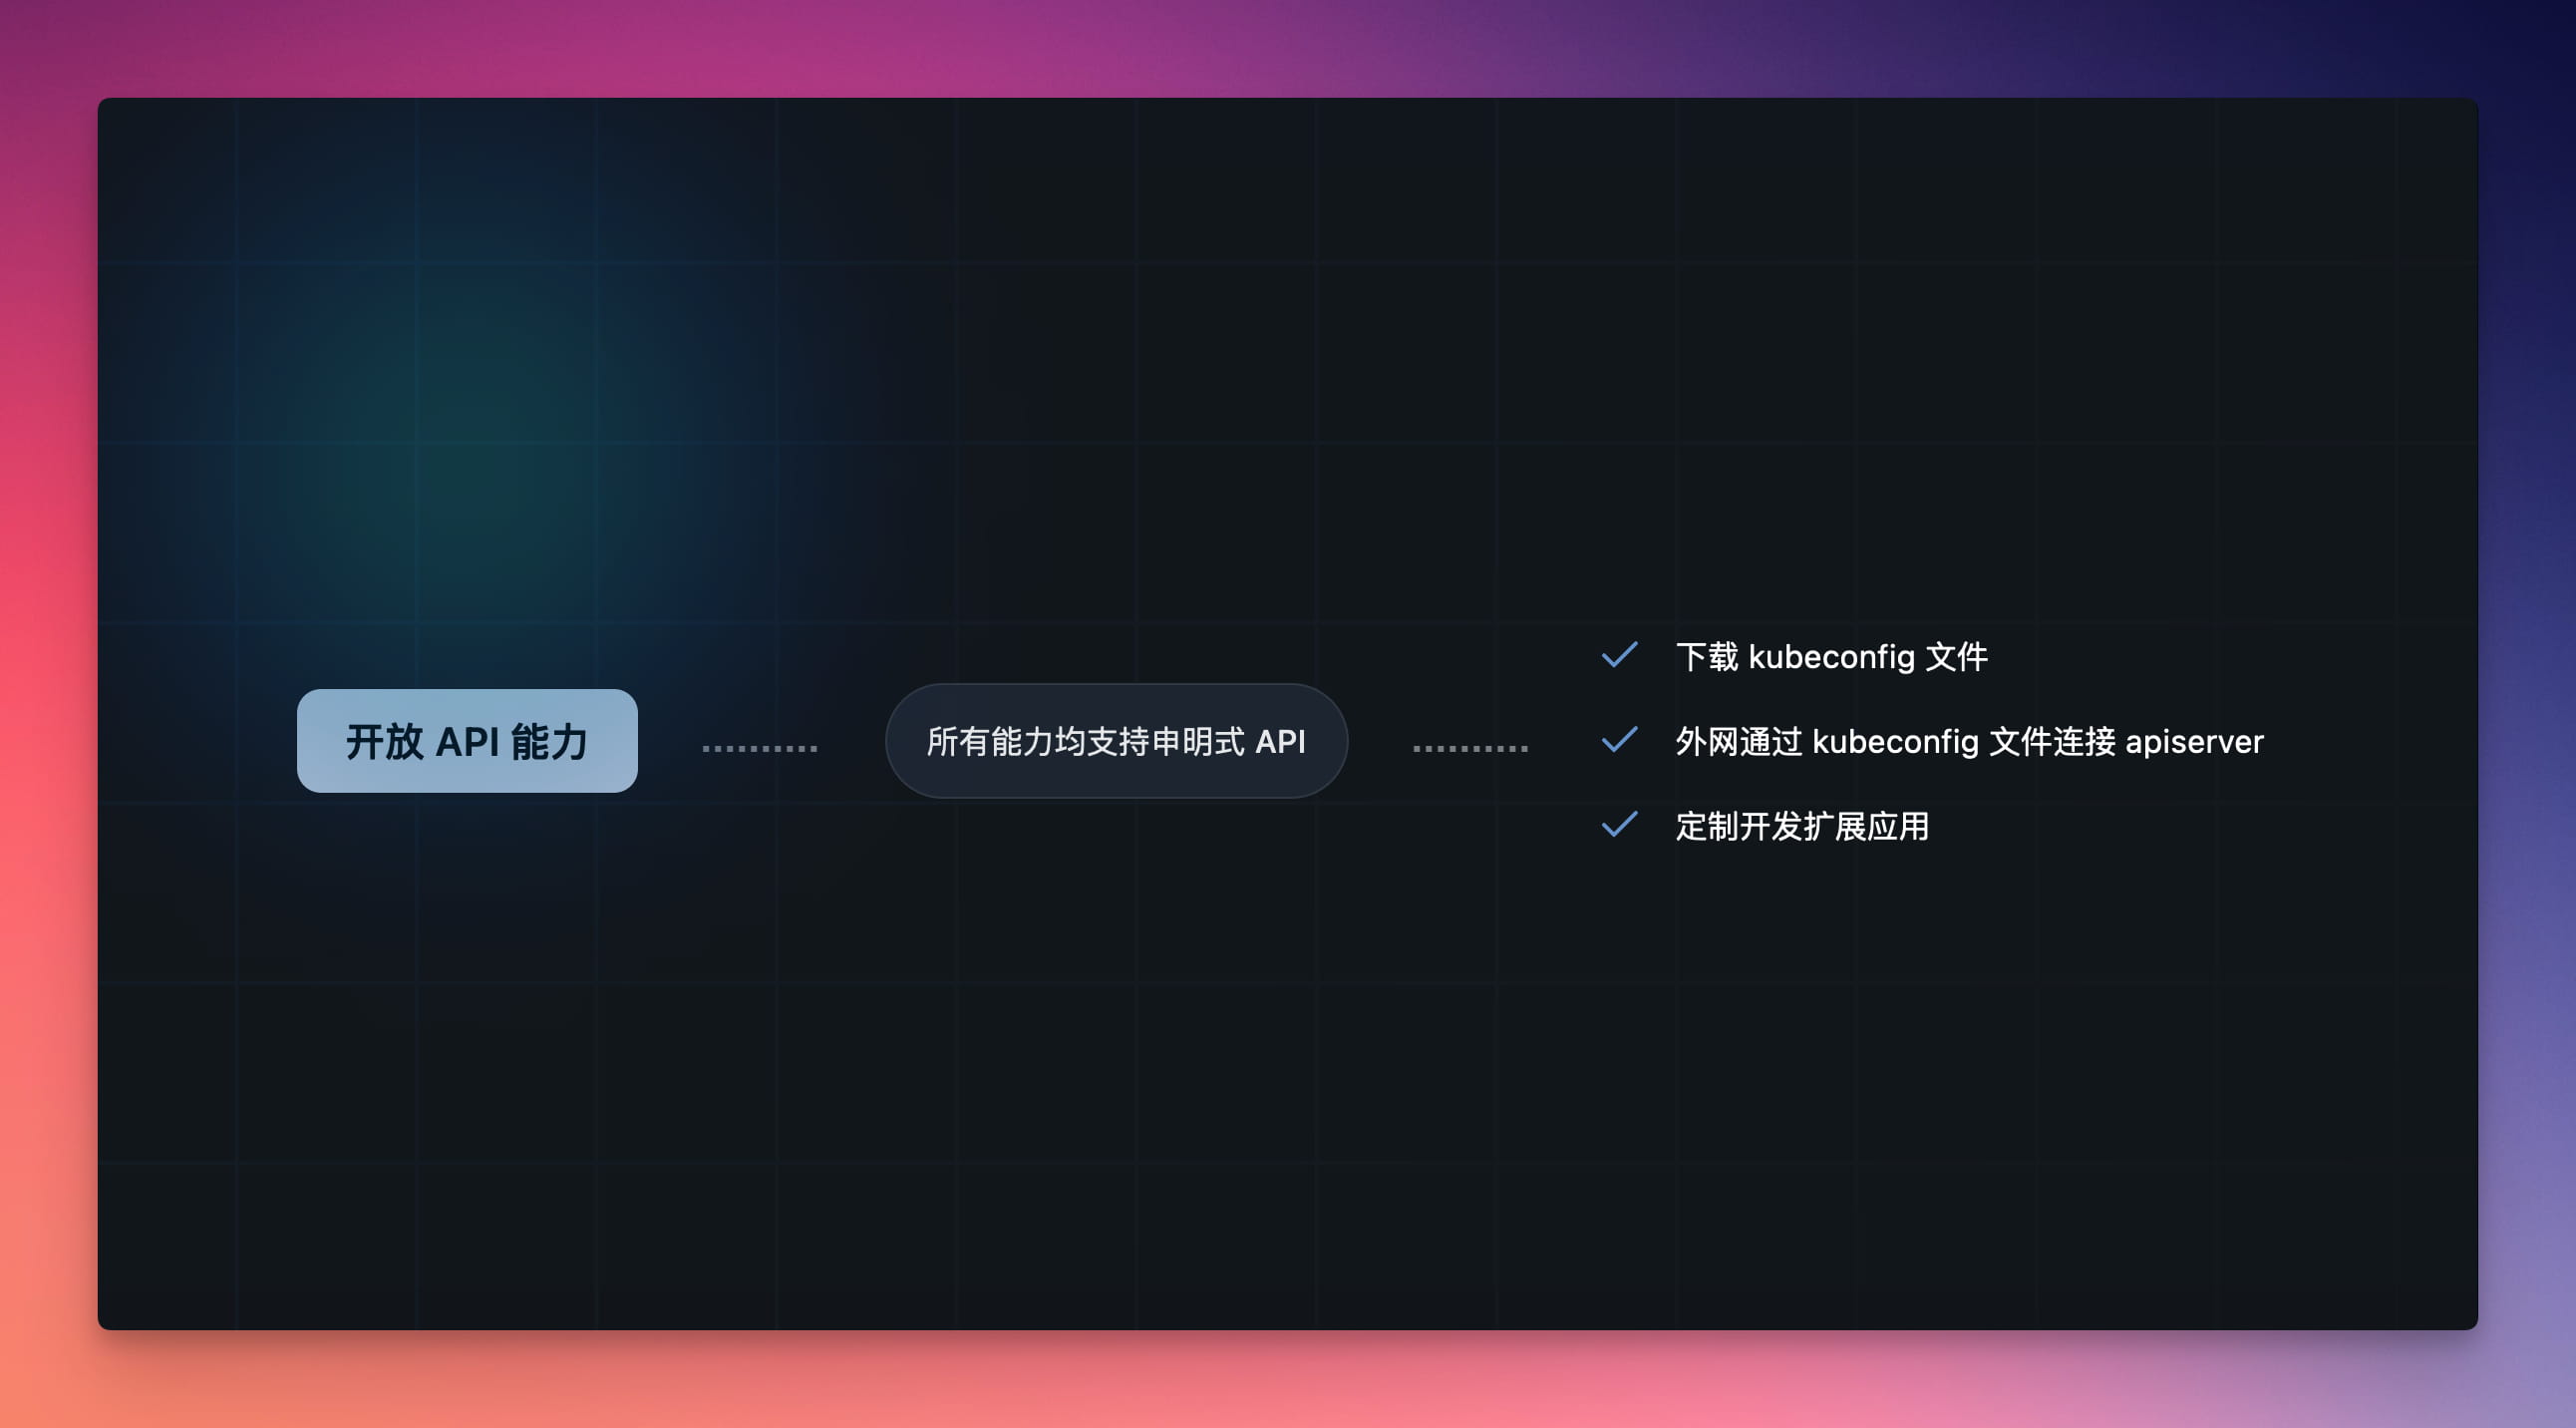 开放 API 能力
所有能力均支持申明式 API
下载 kubeconfig 文件
外网通过 kubeconfig 文件连接 apiserver
定制开发扩展应用